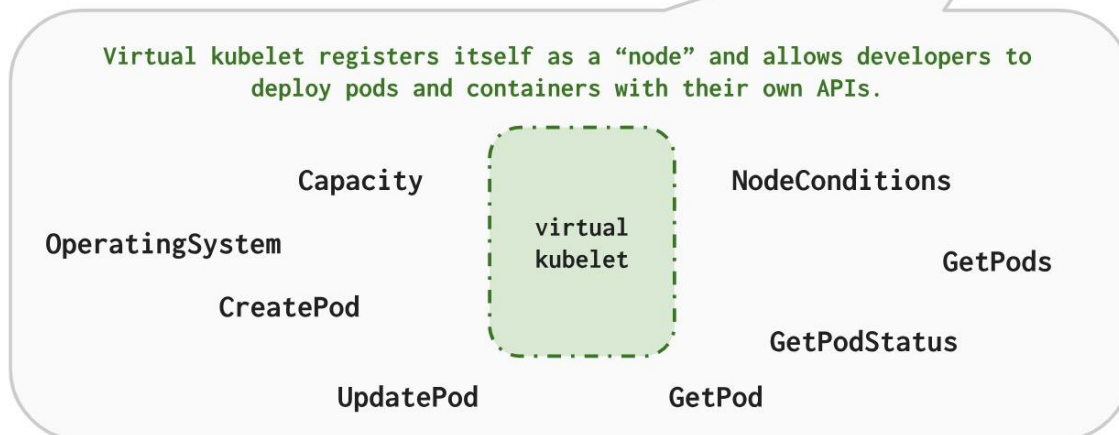 Virtual kubelet registers itself as a “node” and allows developers to
deploy pods and containers with their own APIs.
Capacity
NodeConditions
virtual
kubelet
OperatingSystem
GetPods
CreatePod
GetPodStatus
UpdatePod
GetPod